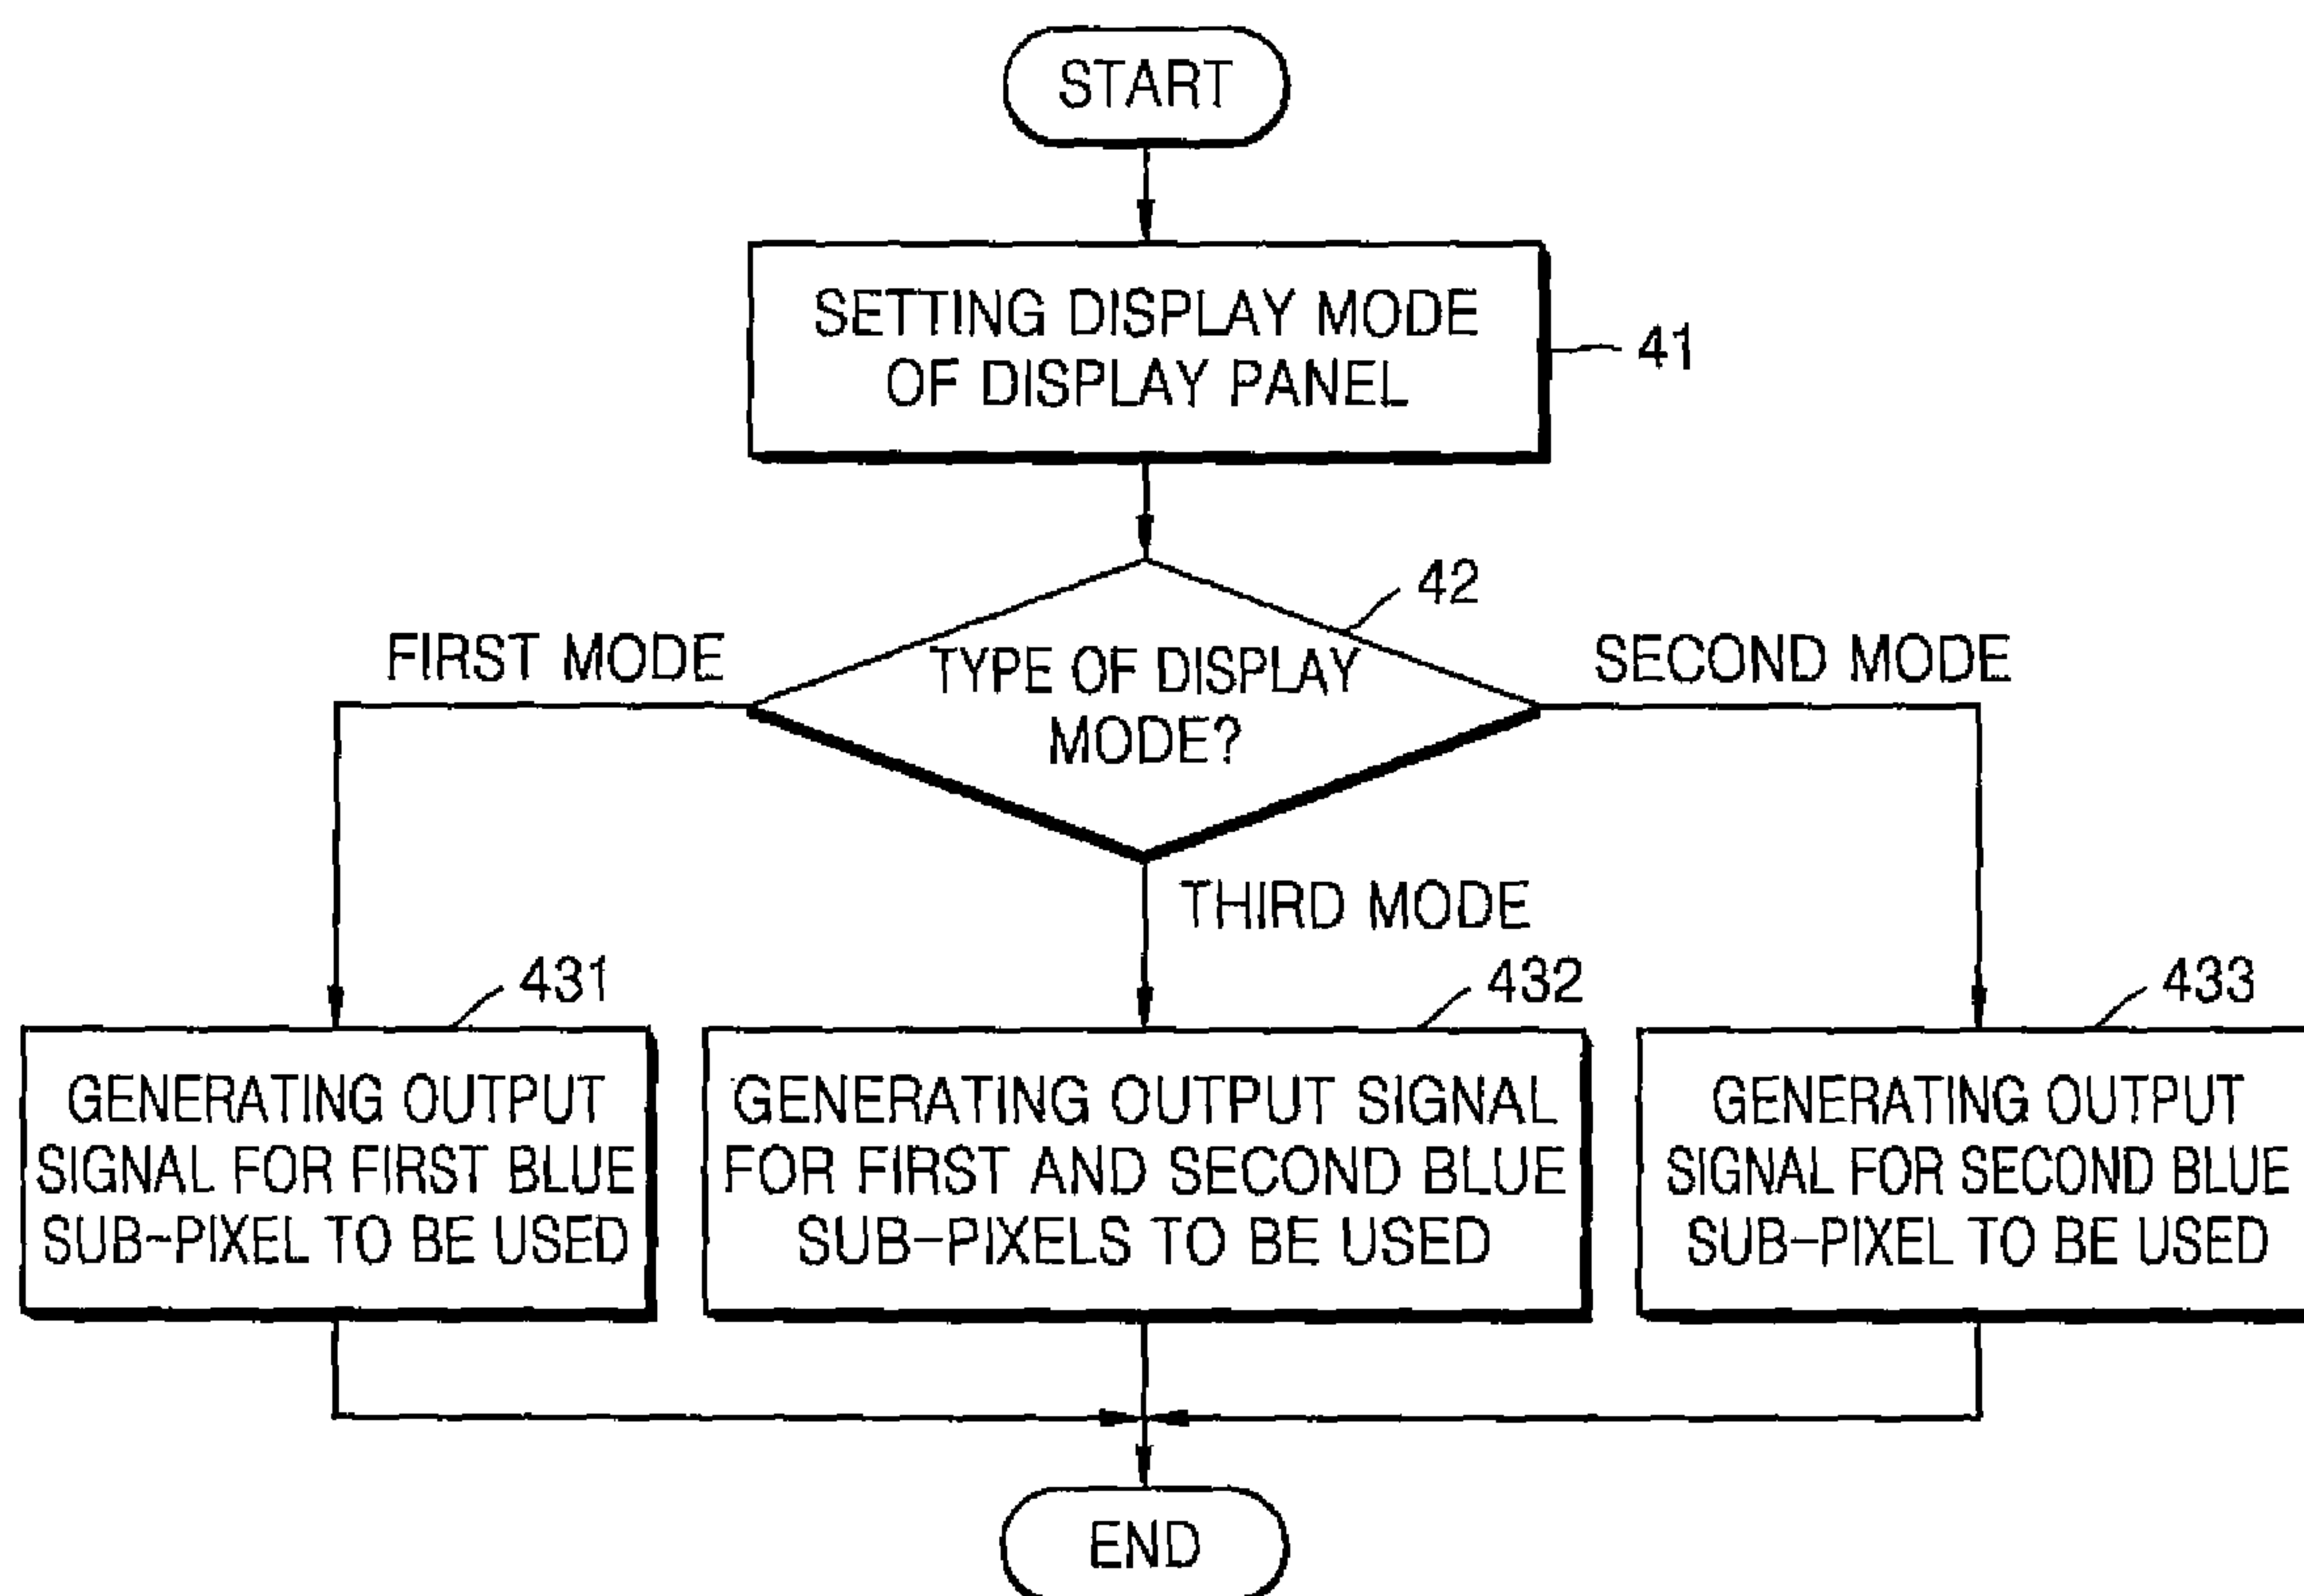 START
SETTING DISPLAY MODE
OF DISPLAY PANEL
41
42
FIRST MODE
TYPE OF DISPLAY
MODE?
SECOND MODE
THIRD MODE
431
GENERATING OUTPUT
SIGNAL FOR FIRST BLUE
SUB-PIXEL TO BE USED
432
GENERATING OUTPUT SIGNAL
FOR FIRST AND SECOND BLUE
SUB-PIXELS TO BE USED
433
GENERATING OUTPUT
SIGNAL FOR SECOND BLUE
SUB-PIXEL TO BE USED
END